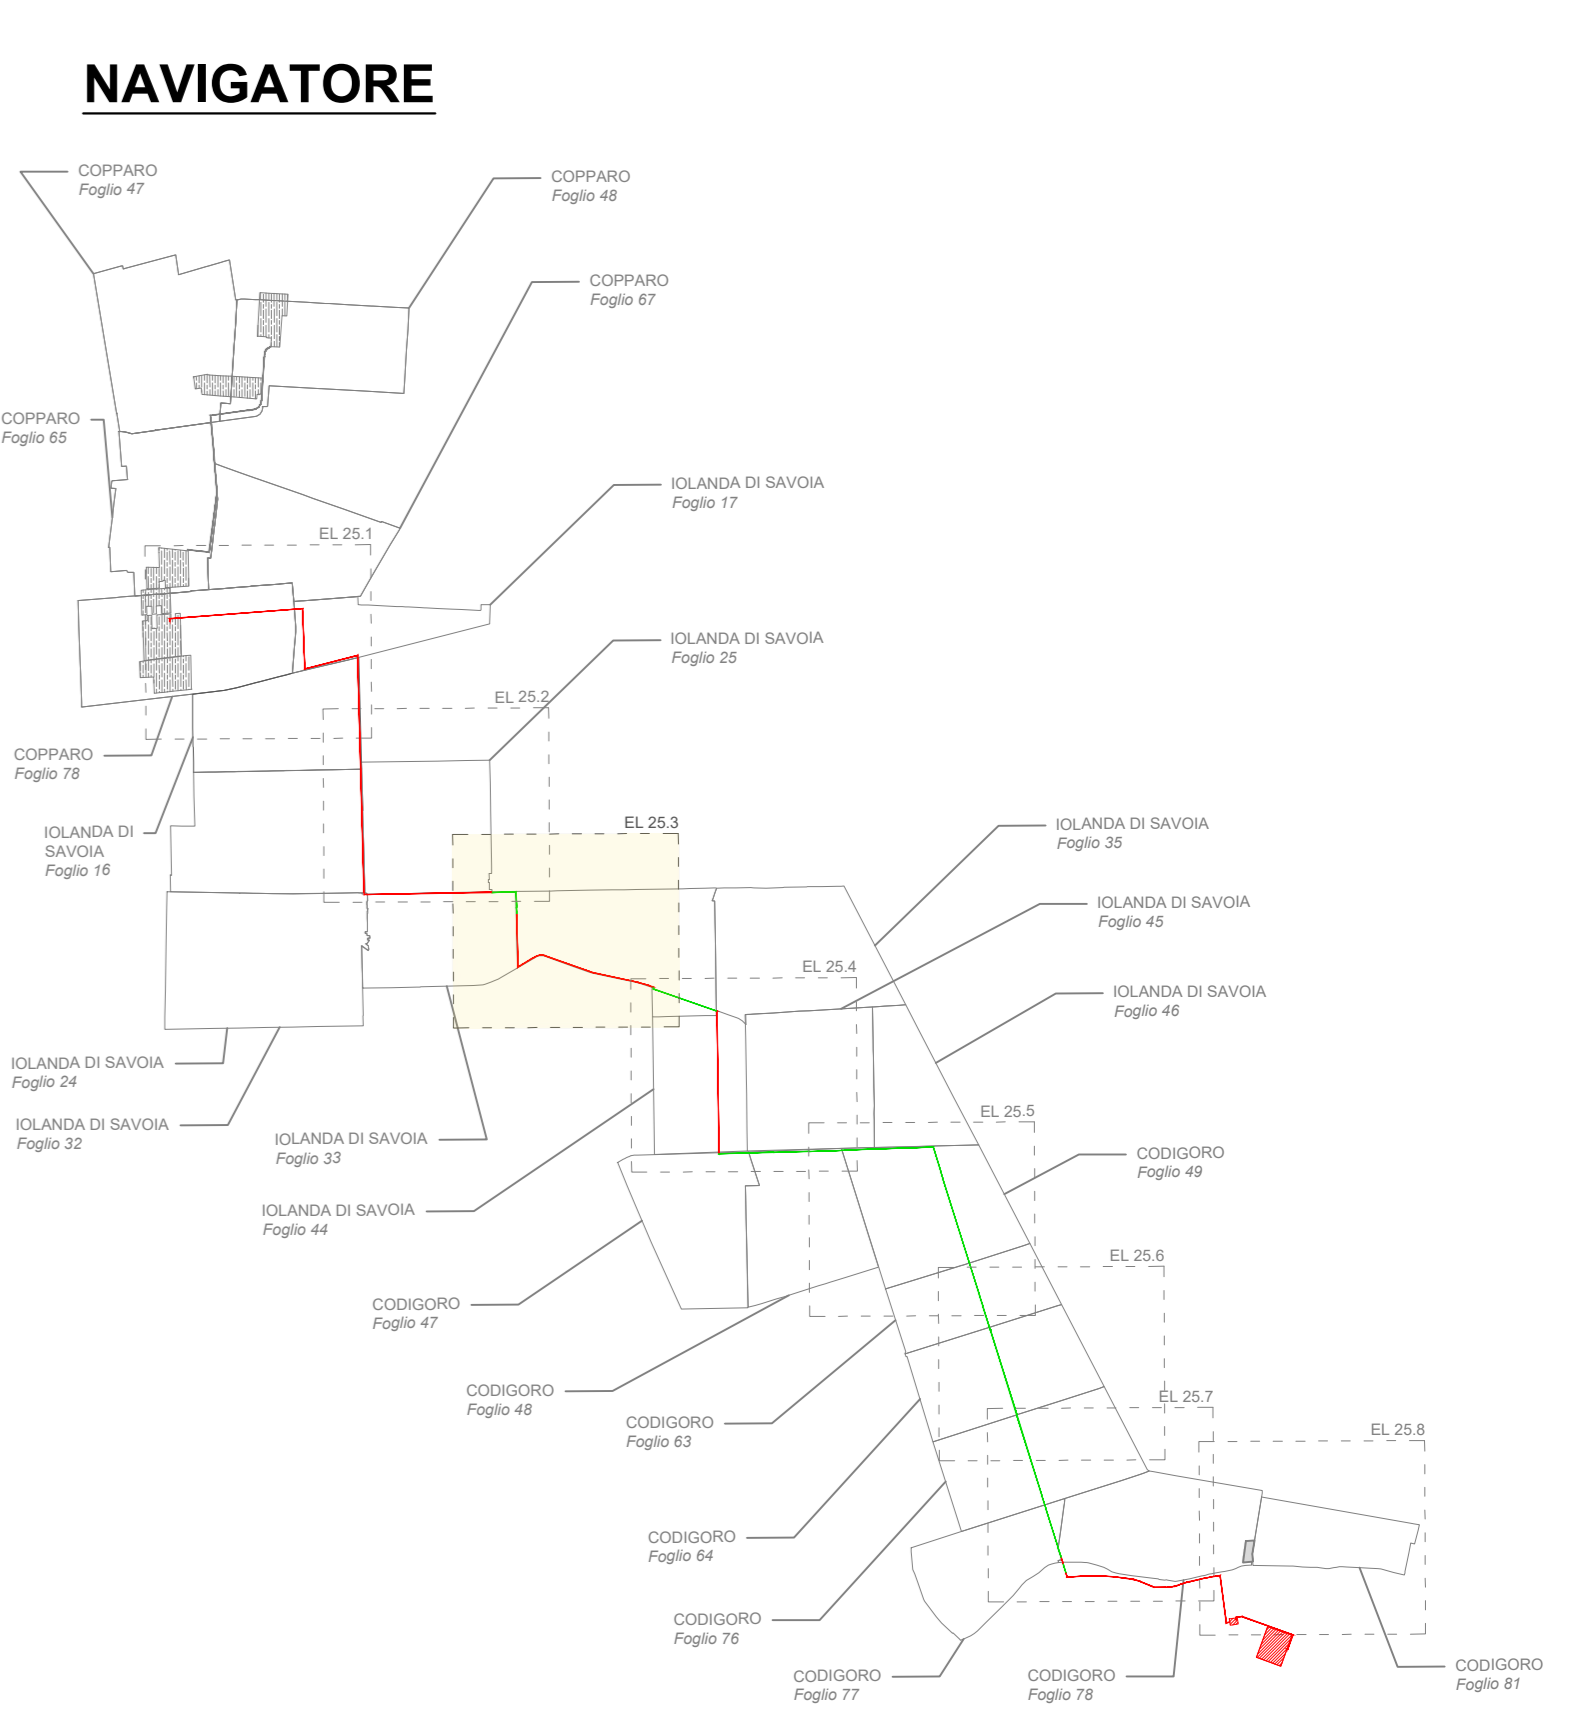 NAVIGATORE
COPPARO
Foglio 47
COPPARO
Foglio 48
COPPARO
Foglio 67
COPPARO
Foglio 65
IOLANDA DI SAVOIA
Foglio 17
EL 25.1
IOLANDA DI SAVOIA
Foglio 25
EL 25.2
COPPARO
Foglio 78
IOLANDA DI
SAVOIA
Foglio 16
EL 25.3
IOLANDA DI SAVOIA
Foglio 35
IOLANDA DI SAVOIA
Foglio 45
EL 25.4
IOLANDA DI SAVOIA
Foglio 46
IOLANDA DI SAVOIA
Foglio 24
IOLANDA DI SAVOIA
Foglio 32
IOLANDA DI SAVOIA
Foglio 33
EL 25.5
CODIGORO
Foglio 49
IOLANDA DI SAVOIA
Foglio 44
EL 25.6
CODIGORO
Foglio 47
CODIGORO
Foglio 48
EL 25.7
CODIGORO
Foglio 63
EL 25.8
CODIGORO
Foglio 64
CODIGORO
Foglio 76
CODIGORO
Foglio 77
CODIGORO
Foglio 78
CODIGORO
Foglio 81